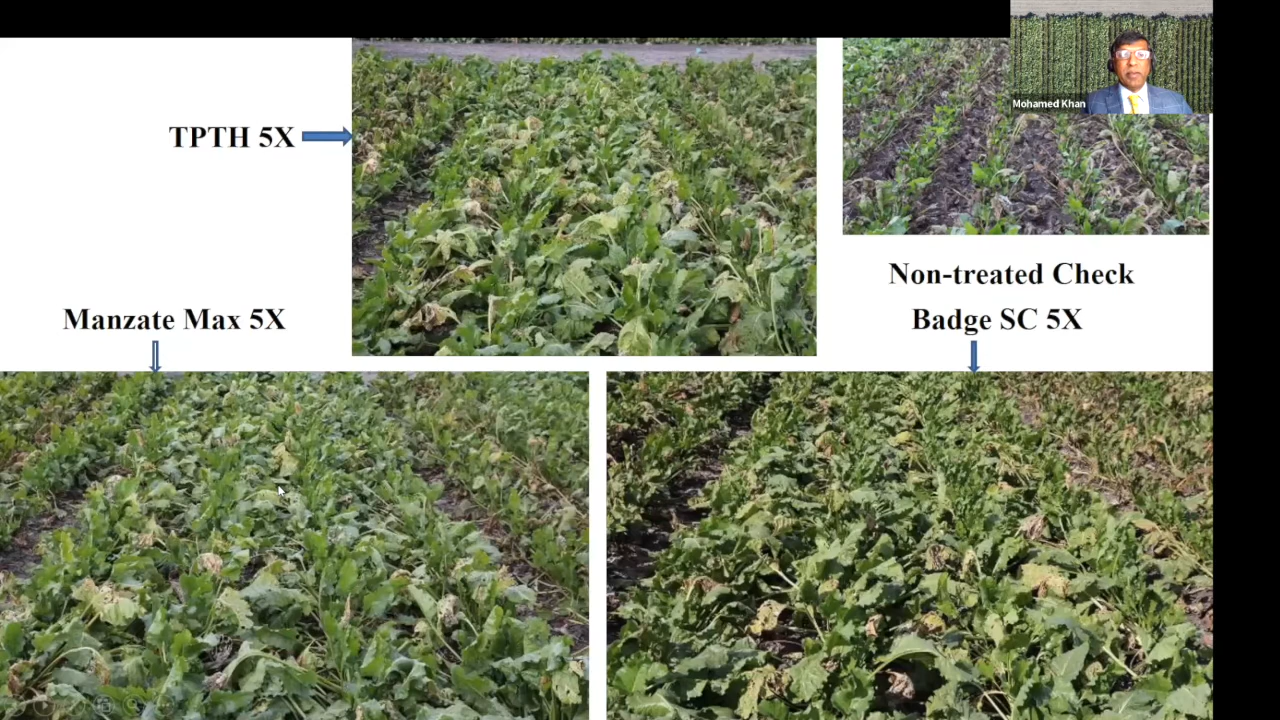 Mohamed Khan
TPTH 5X
Non-treated Check
Manzate Max 5X
Badge SC 5X